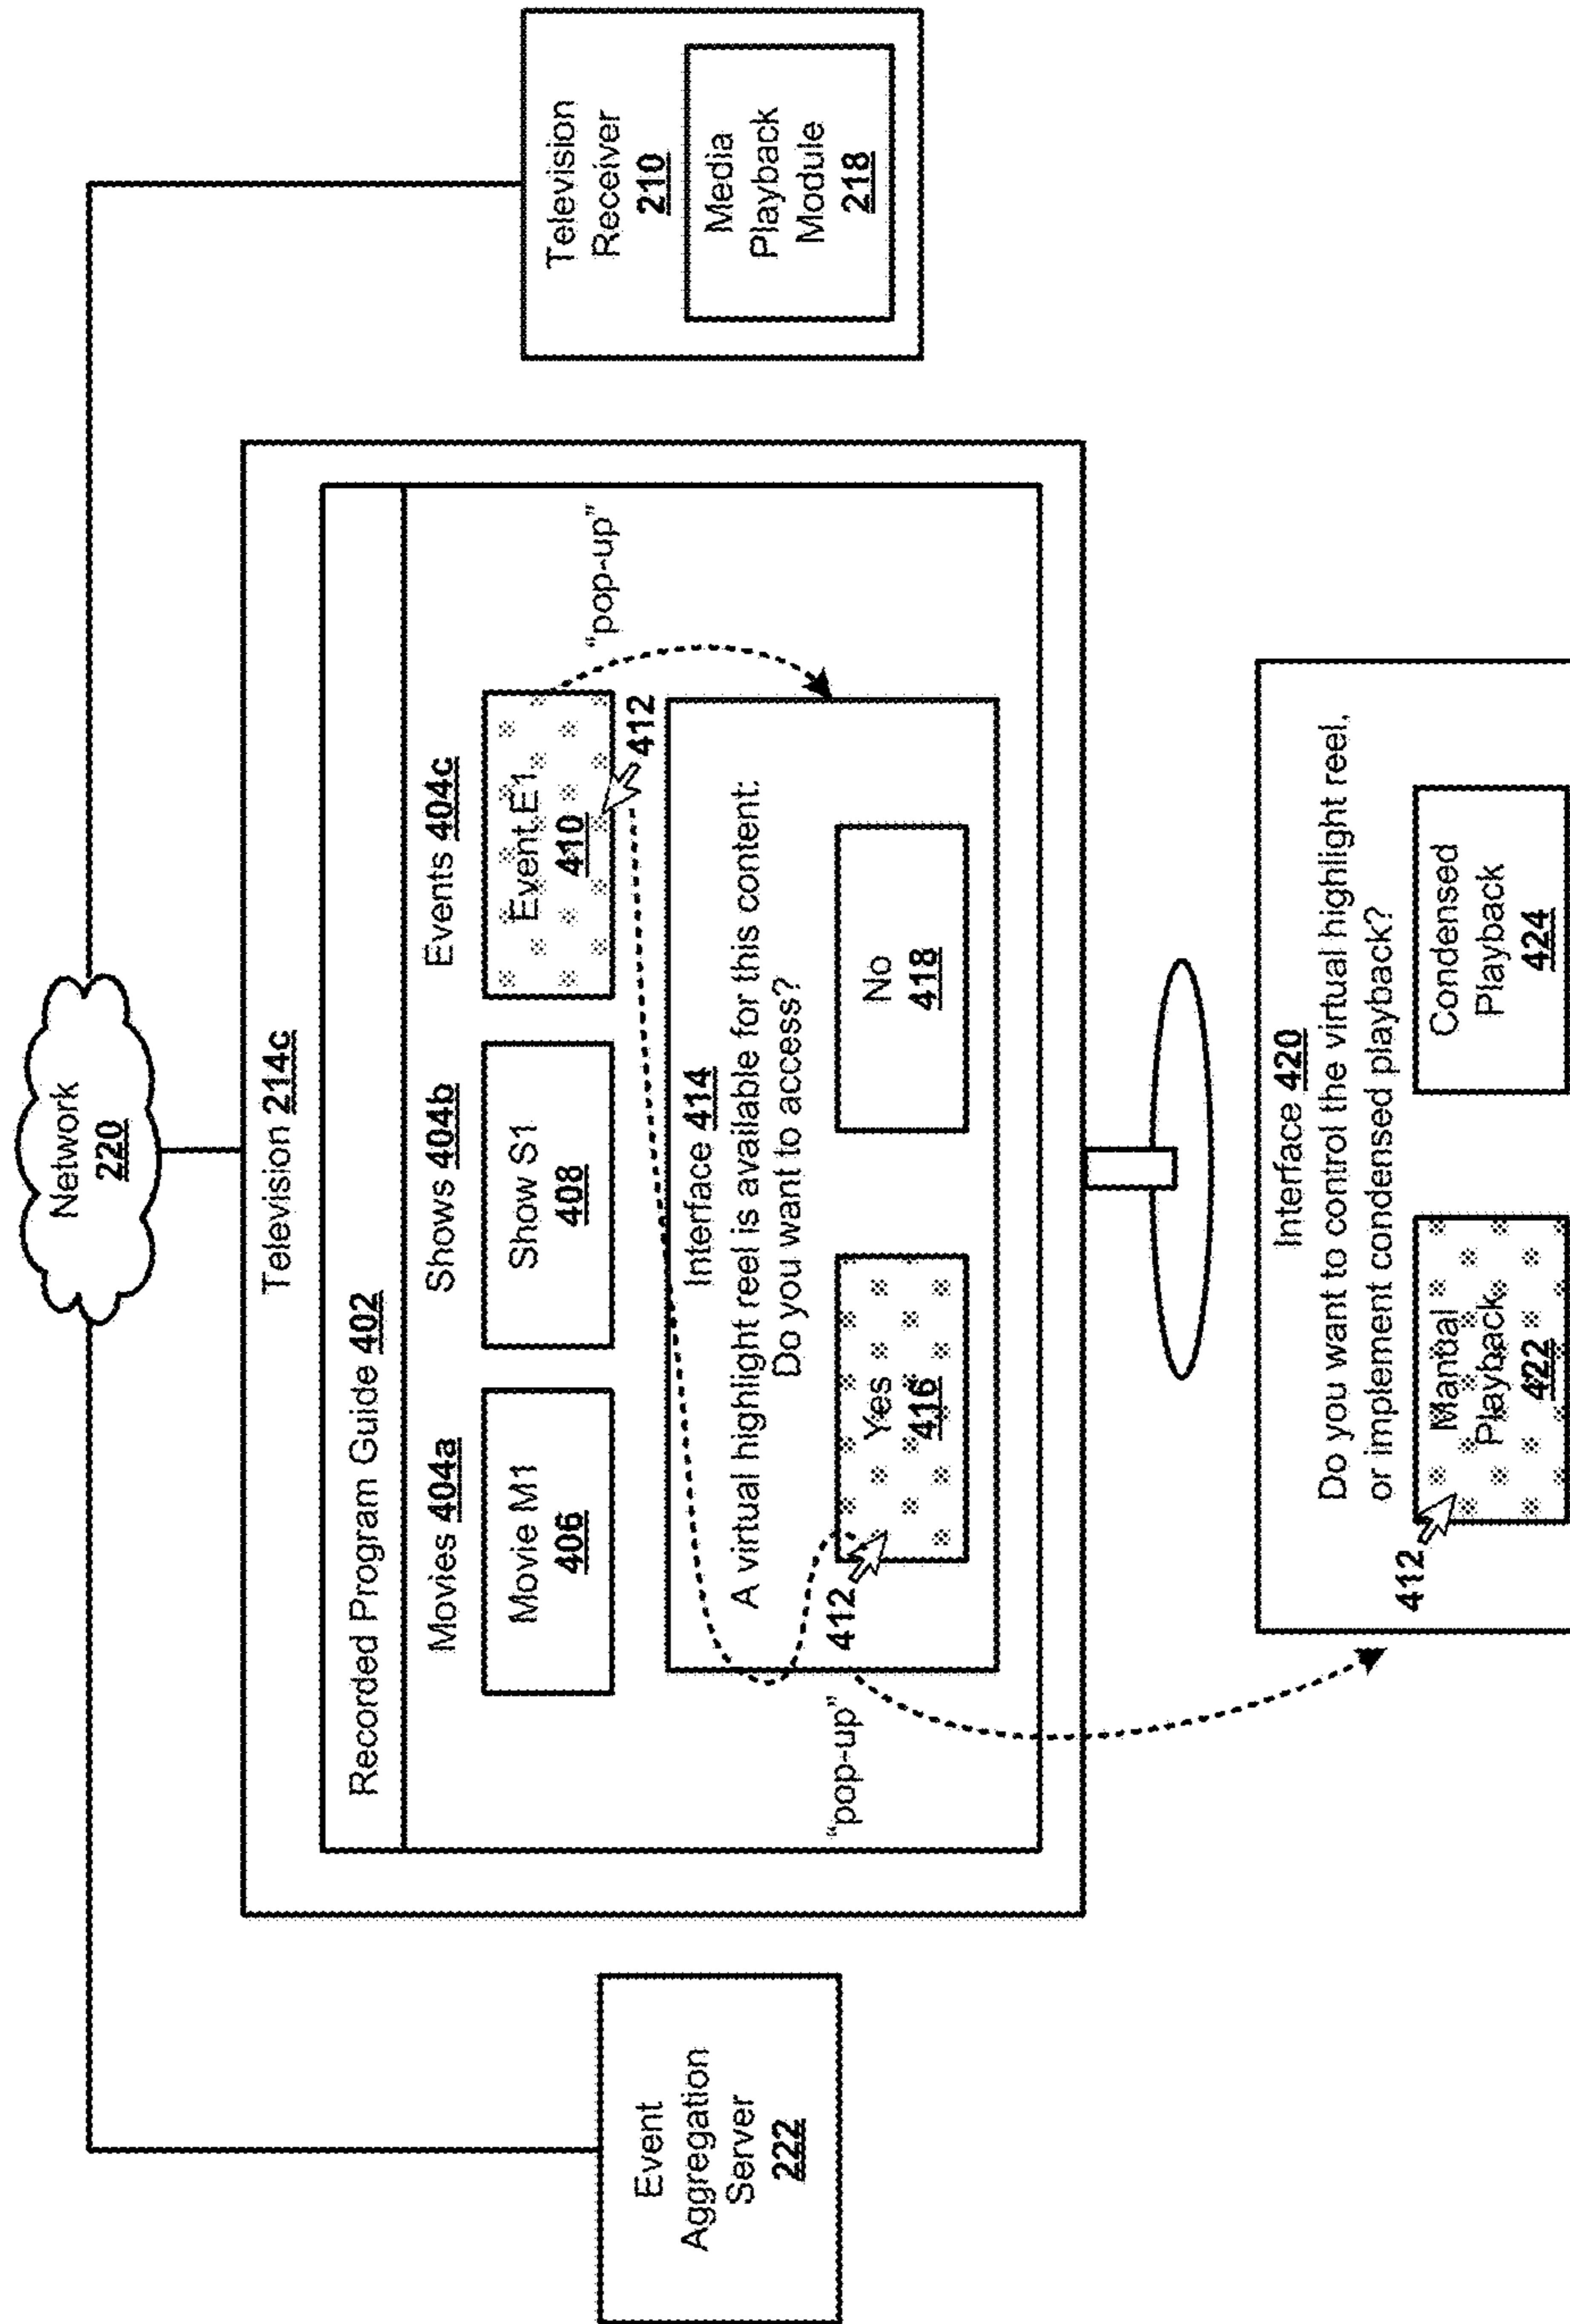 Network
220
Television 214c
Recorded Program Guide 402
Movies 404a
Shows 404b
Events 404c
Movie M1
406
Show S1
408
Event E1
410
412
"pop-up"
Interface 414
A virtual highlight reel is available for this content:
Do you want to access?
Yes
416
No
418
412
"pop-up"
Event
Aggregation
Server
222
Television
Receiver
210
Media
Playback
Module
218
Interface 420
Do you want to control the virtual highlight reel,
or implement condensed playback?
412
Manual
Playback
422
Condensed
Playback
424